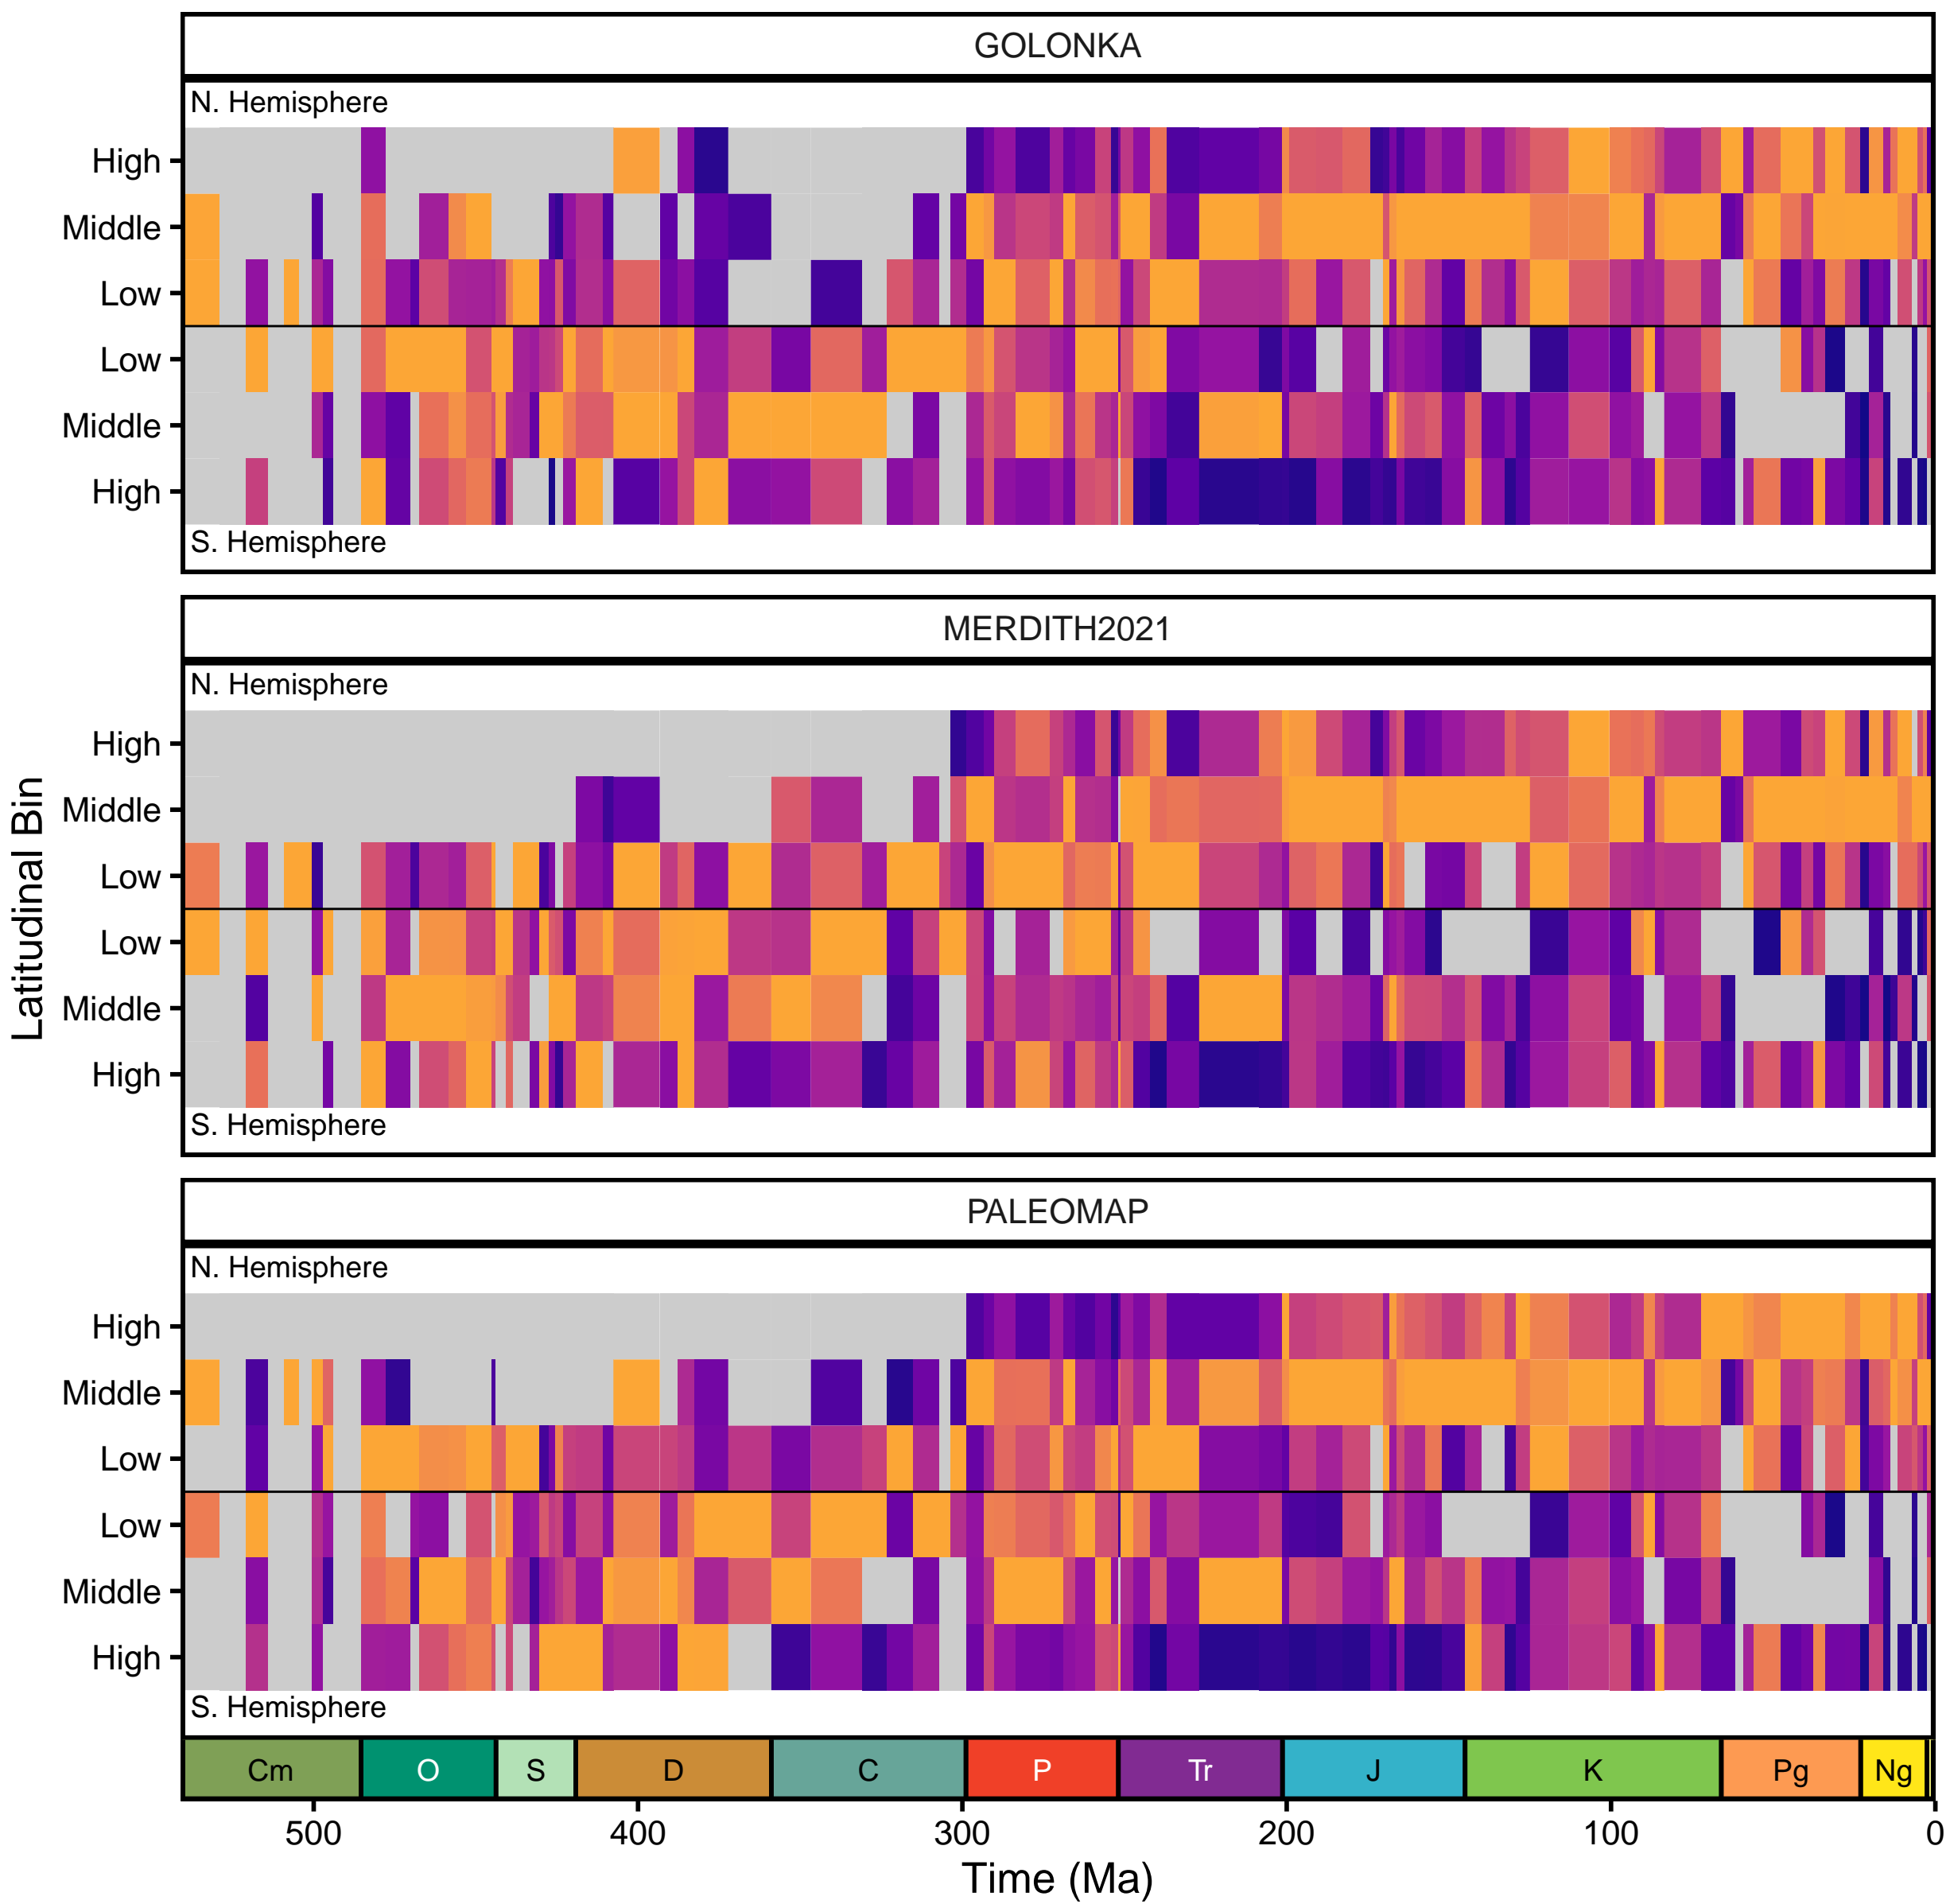 GOLONKA
N. Hemisphere
High
Middle
Low
Low
Middle
High
S. Hemisphere
MERDITH2021
N. Hemisphere
High
Middle
Low
Low
Middle
High
S. Hemisphere
Latitudinal Bin
PALEOMAP
N. Hemisphere
High
Middle
Low
Low
Middle
High
S. Hemisphere
Cm O S D C P Tr J K Pg Ng
500 400 300 200 100 0
Time (Ma)